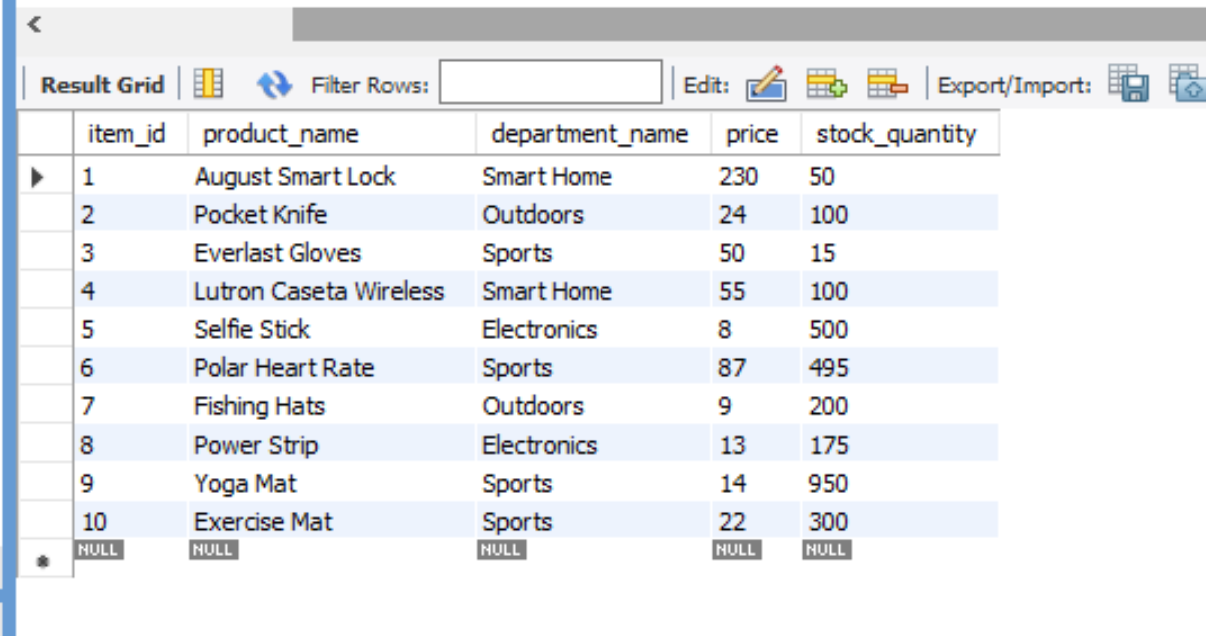 Result Grid Filter Rows: Edit: Export/Import:
item_id product_name department_name price stock_quantity
1 August Smart Lock Smart Home 230 50
2 Pocket Knife Outdoors 24 100
3 Everlast Gloves Sports 50 15
4 Lutron Caseta Wireless Smart Home 55 100
5 Selfie Stick Electronics 8 500
6 Polar Heart Rate Sports 87 495
7 Fishing Hats Outdoors 9 200
8 Power Strip Electronics 13 175
9 Yoga Mat Sports 14 950
10 Exercise Mat Sports 22 300
NULL NULL NULL NULL NULL